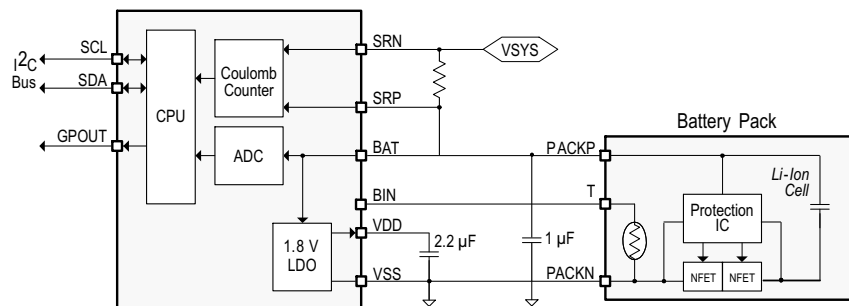 SCL
I2C
Bus
SDA
GPOUT
CPU
Coulomb
Counter
ADC
1.8 V
LDO
SRN
VSYS
SRP
BAT
BIN
VDD
2.2 µF
VSS
1 µF
Battery Pack
PACKP
T
PACKN
Li-Ion
Cell
Protection
IC
NFET
NFET